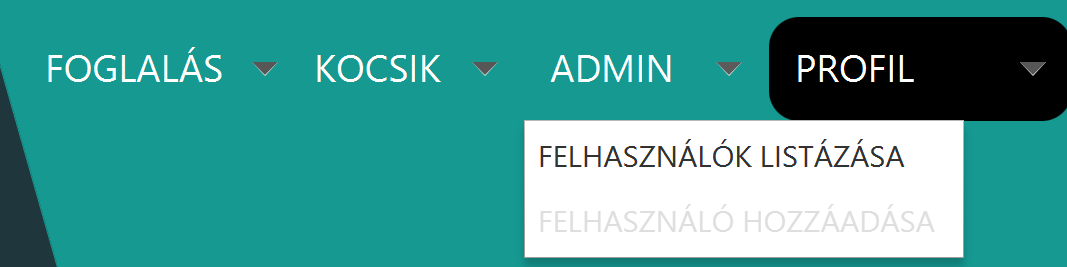 FOGLALÁS KOCSIK ADMIN PROFIL
FELHASZNÁLÓK LISTÁZÁSA
FELHASZNÁLÓ HOZZÁADÁSA